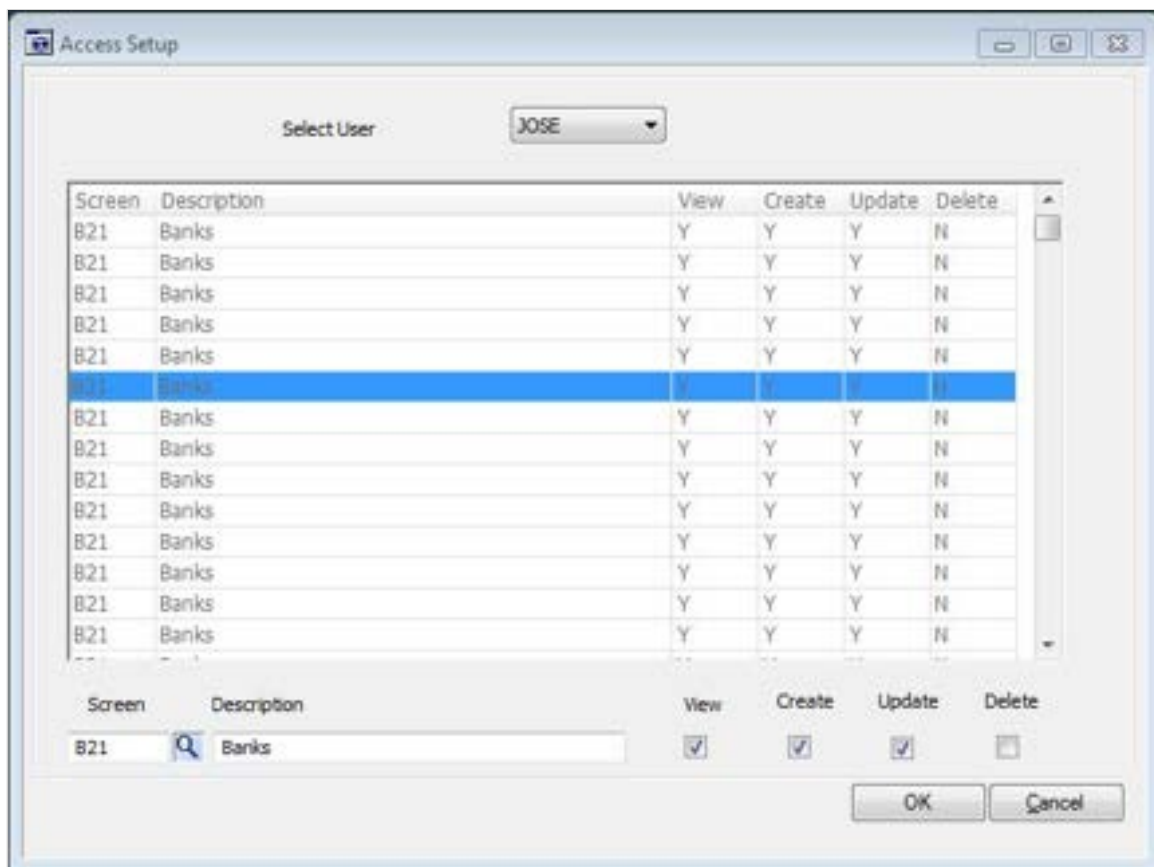 Access Setup
Select User JOSE
Screen Description View Create Update Delete
B21 Banks Y Y Y N
B21 Banks Y Y Y N
B21 Banks Y Y Y N
B21 Banks Y Y Y N
B21 Banks Y Y Y N
B21 Banks Y Y Y N
B21 Banks Y Y Y N
B21 Banks Y Y Y N
B21 Banks Y Y Y N
B21 Banks Y Y Y N
B21 Banks Y Y Y N
B21 Banks Y Y Y N
B21 Banks Y Y Y N
B21 Banks Y Y Y N
Screen Description View Create Update Delete
B21 Banks
OK Cancel